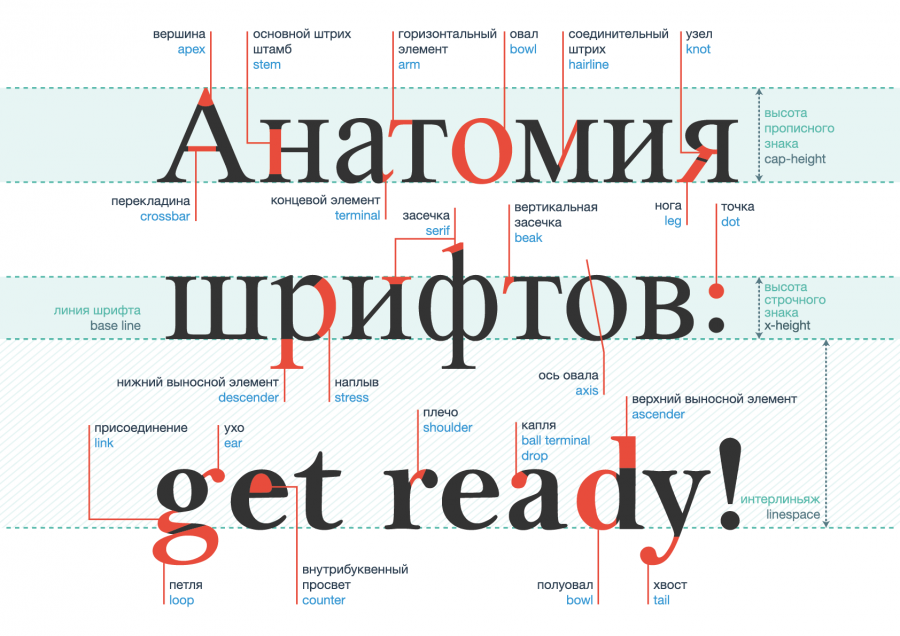 вершина
apex
основной штрих
штамб
stem
горизонтальный
элемент
arm
овал
bowl
соединительный
штрих
hairline
узел
knot
Анатомия
высота
прописного
знака
cap-height
перекладина
crossbar
концевой элемент
terminal
засечка
serif
вертикальная
засечка
beak
нога
leg
точка
dot
шрифтов:
линия шрифта
base line
высота
строчного
знака
x-height
нижний выносной элемент
descender
наплыв
stress
ось овала
axis
верхний выносной элемент
ascender
присоединение
link
ухо
ear
плечо
shoulder
капля
ball terminal
drop
get ready!
интерлиньяж
linespace
петля
loop
внутрибуквенный
просвет
counter
полуовал
bowl
хвост
tail